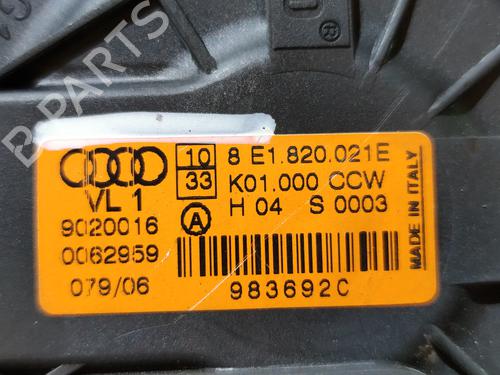 B-PARTS
VL 1
9020016
0062959
079/06
10
33
8 E1.820.021E
K01.000 CCW
A
H 04 S 0003
983692C
MADE IN ITALY